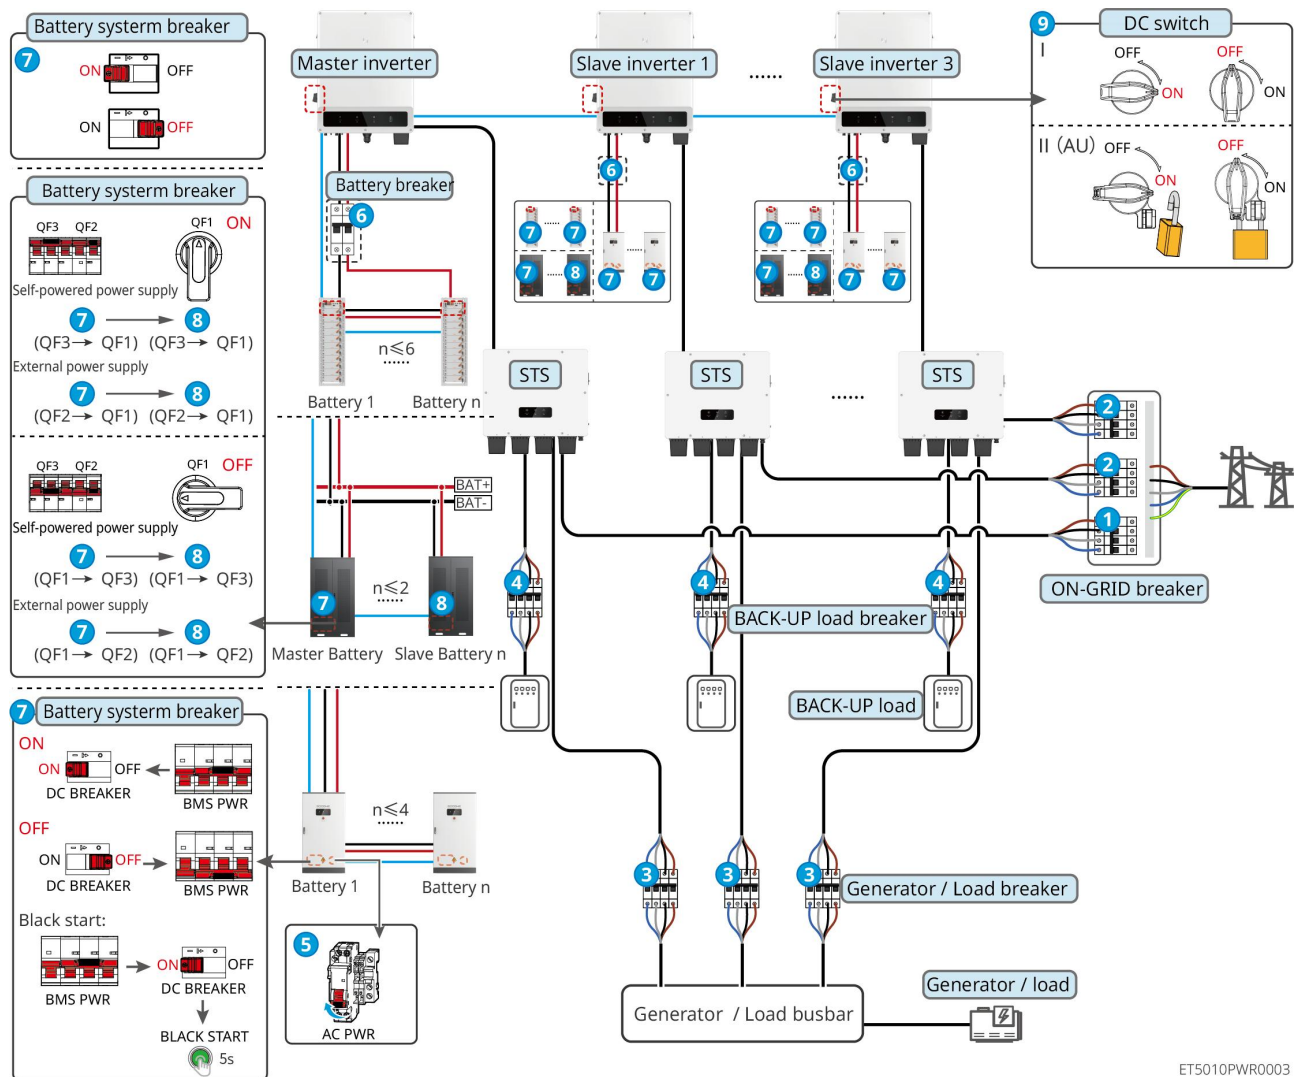 Battery systerm breaker
7
ON
OFF
ON
OFF
Battery systerm breaker
QF3
QF2
QF1
ON
Self-powered power supply
7
8
(QF3→ QF1)
(QF3→ QF1)
External power supply
7
8
(QF2→ QF1)
(QF2→ QF1)
QF3
QF2
QF1
OFF
Self-powered power supply
7
8
(QF1→ QF3)
(QF1→ QF3)
External power supply
7
8
(QF1→ QF2)
(QF1→ QF2)
7
Battery systerm breaker
ON
ON
OFF
DC BREAKER
BMS PWR
OFF
ON
OFF
DC BREAKER
BMS PWR
Black start:
BMS PWR
ON
OFF
DC BREAKER
BLACK START
5s
Master inverter
Slave inverter 1
......
Slave inverter 3
Battery breaker
6
6
6
7
......
7
7
......
8
7
......
7
7
......
7
7
......
8
7
......
7
n≤6
......
Battery 1
Battery n
BAT+
BAT-
n≤2
......
7
8
Master Battery
Slave Battery n
n≤4
......
Battery 1
Battery n
5
AC PWR
STS
STS
......
STS
4
4
4
BACK-UP load breaker
BACK-UP load
3
3
3
Generator / Load breaker
Generator / Load busbar
Generator / load
2
2
1
ON-GRID breaker
9
DC switch
I
OFF
ON
OFF
ON
II (AU)
OFF
ON
OFF
ON
ET5010PWR0003